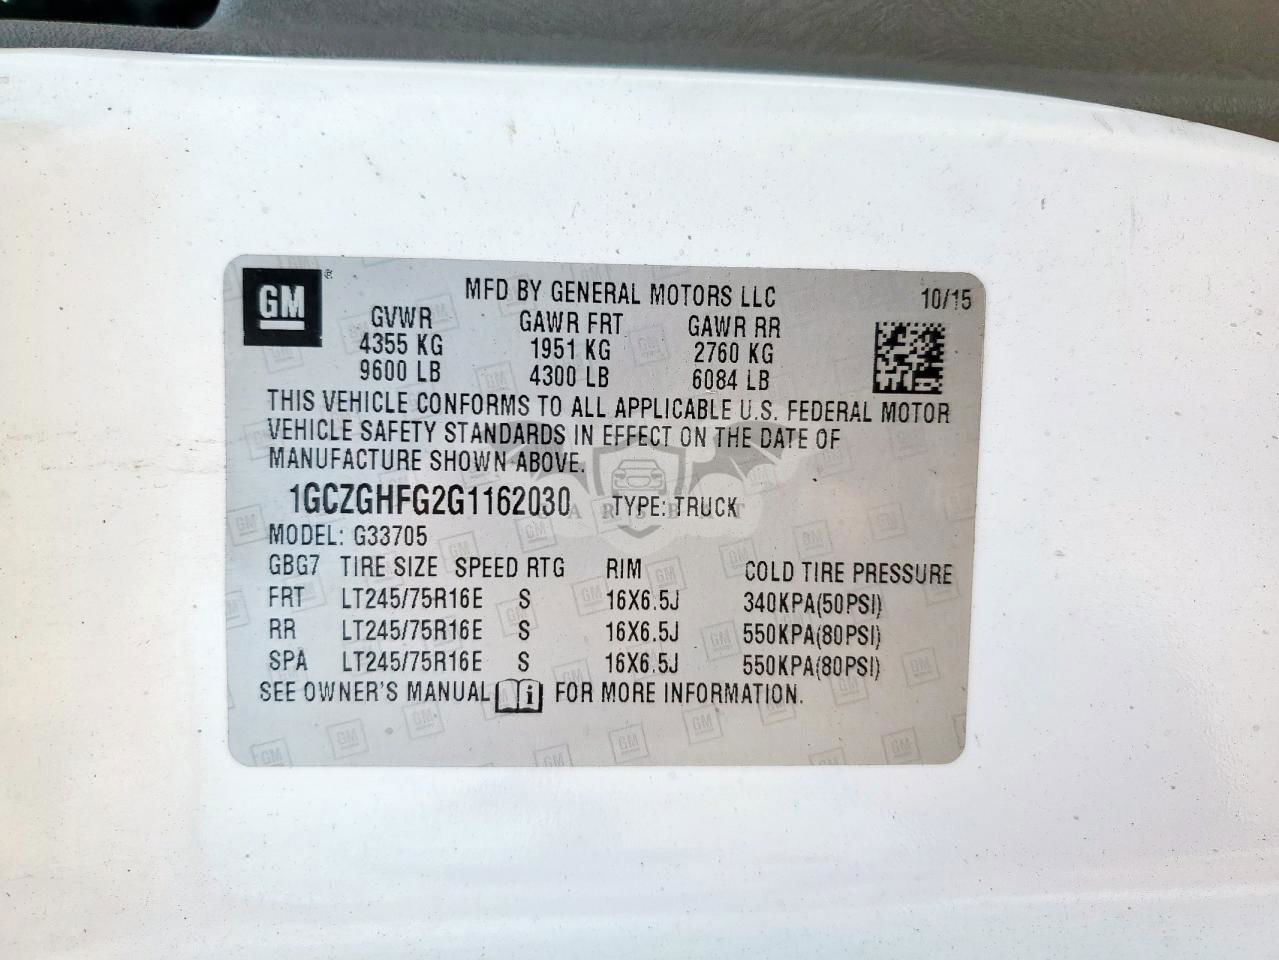 GM ® MFD BY GENERAL MOTORS LLC 10/15
GVWR GAWR FRT GAWR RR
4355 KG 1951 KG 2760 KG
9600 LB 4300 LB 6084 LB
THIS VEHICLE CONFORMS TO ALL APPLICABLE U.S. FEDERAL MOTOR
VEHICLE SAFETY STANDARDS IN EFFECT ON THE DATE OF
MANUFACTURE SHOWN ABOVE.
1GCZGHFG2G1162030 TYPE: TRUCK
CARSBAT
MODEL: G33705
GBG7 TIRE SIZE SPEED RTG RIM COLD TIRE PRESSURE
FRT LT245/75R16E S 16X6.5J 340KPA(50PSI)
RR LT245/75R16E S 16X6.5J 550KPA(80PSI)
SPA LT245/75R16E S 16X6.5J 550KPA(80PSI)
SEE OWNER'S MANUAL i FOR MORE INFORMATION.